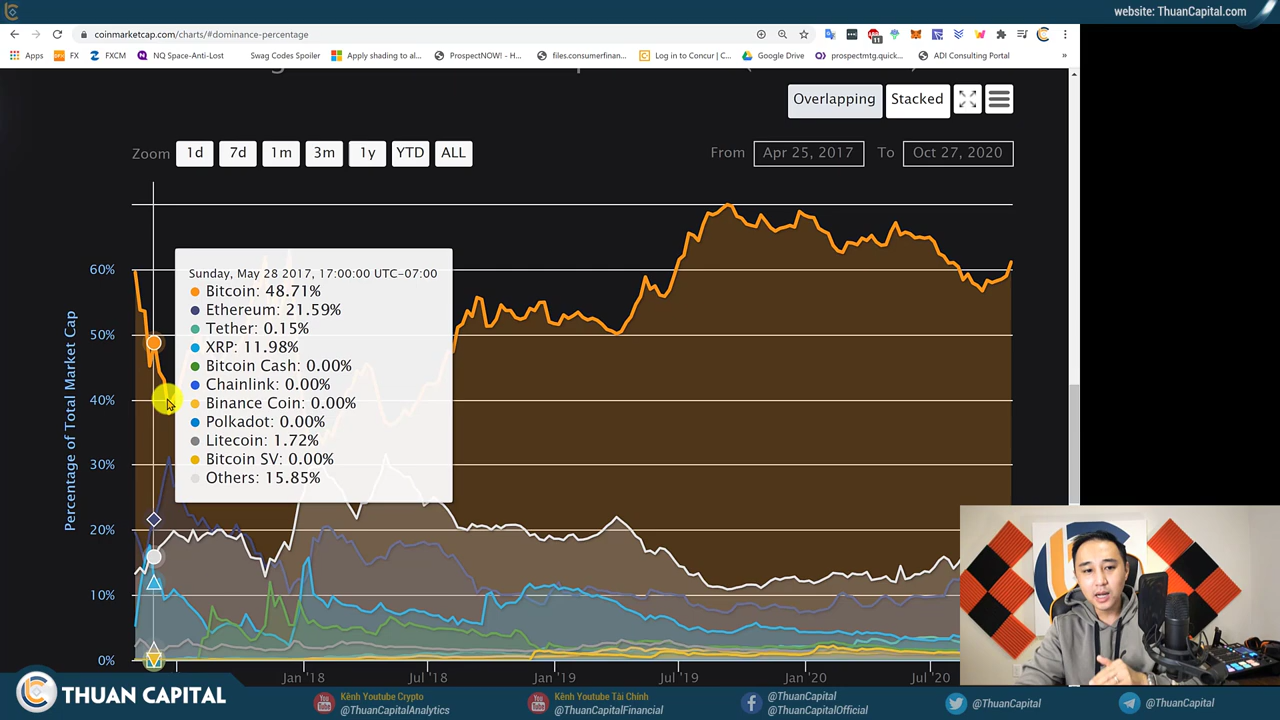 website: ThuanCapital.com
coinmarketcap.com/charts/#dominance-percentage
Apps FX FXCM NQ Space-Anti-Lost Swag Codes Spoiler Apply shading to al... ProspectNOW! - H... files.consumerfinan... Log in to Concur | C... Google Drive prospectmtg.quick... ADI Consulting Portal »
Overlapping Stacked
Zoom 1d 7d 1m 3m 1y YTD ALL From Apr 25, 2017 To Oct 27, 2020
Percentage of Total Market Cap
60%
50%
40%
30%
20%
10%
0%
Sunday, May 28 2017, 17:00:00 UTC-07:00
Bitcoin: 48.71%
Ethereum: 21.59%
Tether: 0.15%
XRP: 11.98%
Bitcoin Cash: 0.00%
Chainlink: 0.00%
Binance Coin: 0.00%
Polkadot: 0.00%
Litecoin: 1.72%
Bitcoin SV: 0.00%
Others: 15.85%
Jan '18 Jul '18 Jan '19 Jul '19 Jan '20 Jul '20
THUAN CAPITAL
Kênh Youtube Crypto
@ThuanCapitalAnalytics
Kênh Youtube Tài Chính
@ThuanCapitalFinancial
@ThuanCapital
@ThuanCapitalOfficial
@ThuanCapital
@ThuanCapital